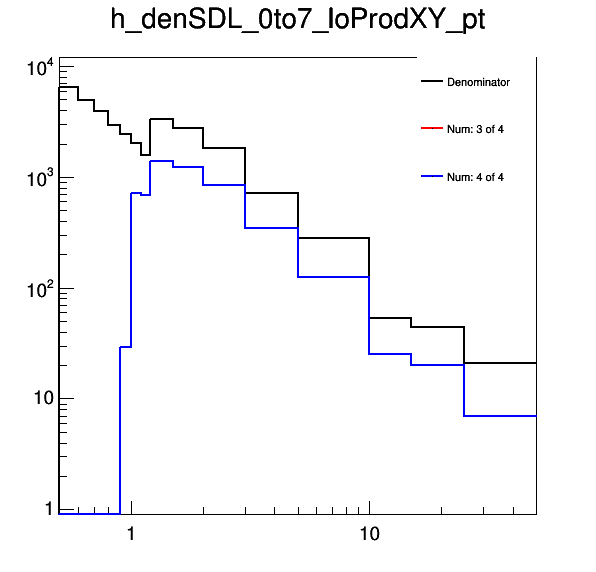 h_denSDL_0to7_loProdXY_pt
10⁴
Denominator
Num: 3 of 4
10³
Num: 4 of 4
10²
10
1
1
10